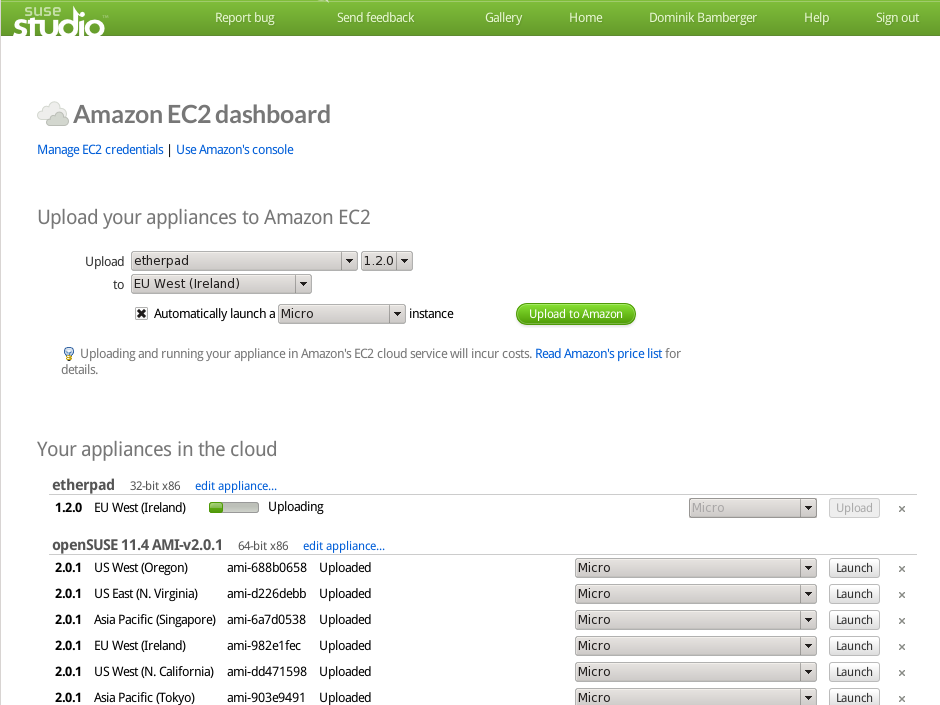 suse studio Report bug Send feedback Gallery Home Dominik Bamberger Help Sign out
Amazon EC2 dashboard
Manage EC2 credentials | Use Amazon's console
Upload your appliances to Amazon EC2
Upload etherpad 1.2.0
to EU West (Ireland)
Automatically launch a Micro instance Upload to Amazon
Uploading and running your appliance in Amazon's EC2 cloud service will incur costs. Read Amazon's price list for
details.
Your appliances in the cloud
etherpad 32-bit x86 edit appliance...
1.2.0 EU West (Ireland) Uploading Micro Upload ×
openSUSE 11.4 AMI-v2.0.1 64-bit x86 edit appliance...
2.0.1 US West (Oregon) ami-688b0658 Uploaded Micro Launch ×
2.0.1 US East (N. Virginia) ami-d226debb Uploaded Micro Launch ×
2.0.1 Asia Pacific (Singapore) ami-6a7d0538 Uploaded Micro Launch ×
2.0.1 EU West (Ireland) ami-982e1fec Uploaded Micro Launch ×
2.0.1 US West (N. California) ami-dd471598 Uploaded Micro Launch ×
2.0.1 Asia Pacific (Tokyo) ami-903e9491 Uploaded Micro Launch ×